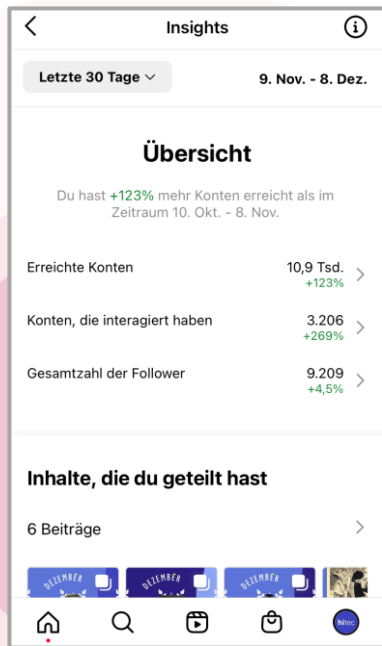 Insights
Letzte 30 Tage
9. Nov. - 8. Dez.
Übersicht
Du hast +123% mehr Konten erreicht als im
Zeitraum 10. Okt. - 8. Nov.
Erreichte Konten
10,9 Tsd.
+123%
Konten, die interagiert haben
3.206
+269%
Gesamtzahl der Follower
9.209
+4,5%
Inhalte, die du geteilt hast
6 Beiträge
DEZEMBER
DEZEMBER
DEZEMBER
hitec